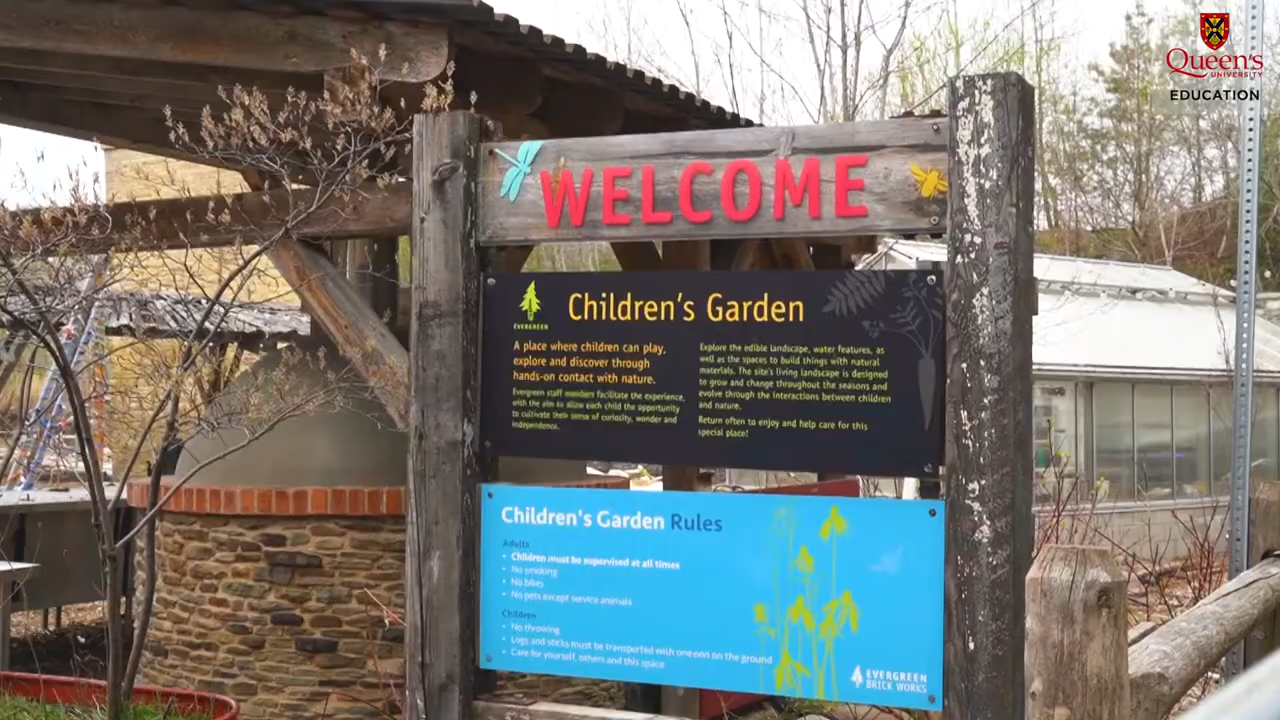 Queen's
UNIVERSITY
EDUCATION
WELCOME
EVERGREEN
Children's Garden
A place where children can play,
explore and discover through
hands-on contact with nature.
Evergreen staff members facilitate the experience,
with the aim to allow each child the opportunity
to cultivate their sense of curiosity, wonder and
independence.
Explore the edible landscape, water features, as
well as the spaces to build things with natural
materials. The site's living landscape is designed
to grow and change throughout the seasons and
evolve through the interactions between children
and nature.
Return often to enjoy and help care for this
special place!
Children's Garden Rules
Adults
• Children must be supervised at all times
• No smoking
• No bikes
• No pets except service animals
Children
• No throwing
• Logs and sticks must be transported with one end on the ground
• Care for yourself, others and this space
EVERGREEN
BRICK WORKS